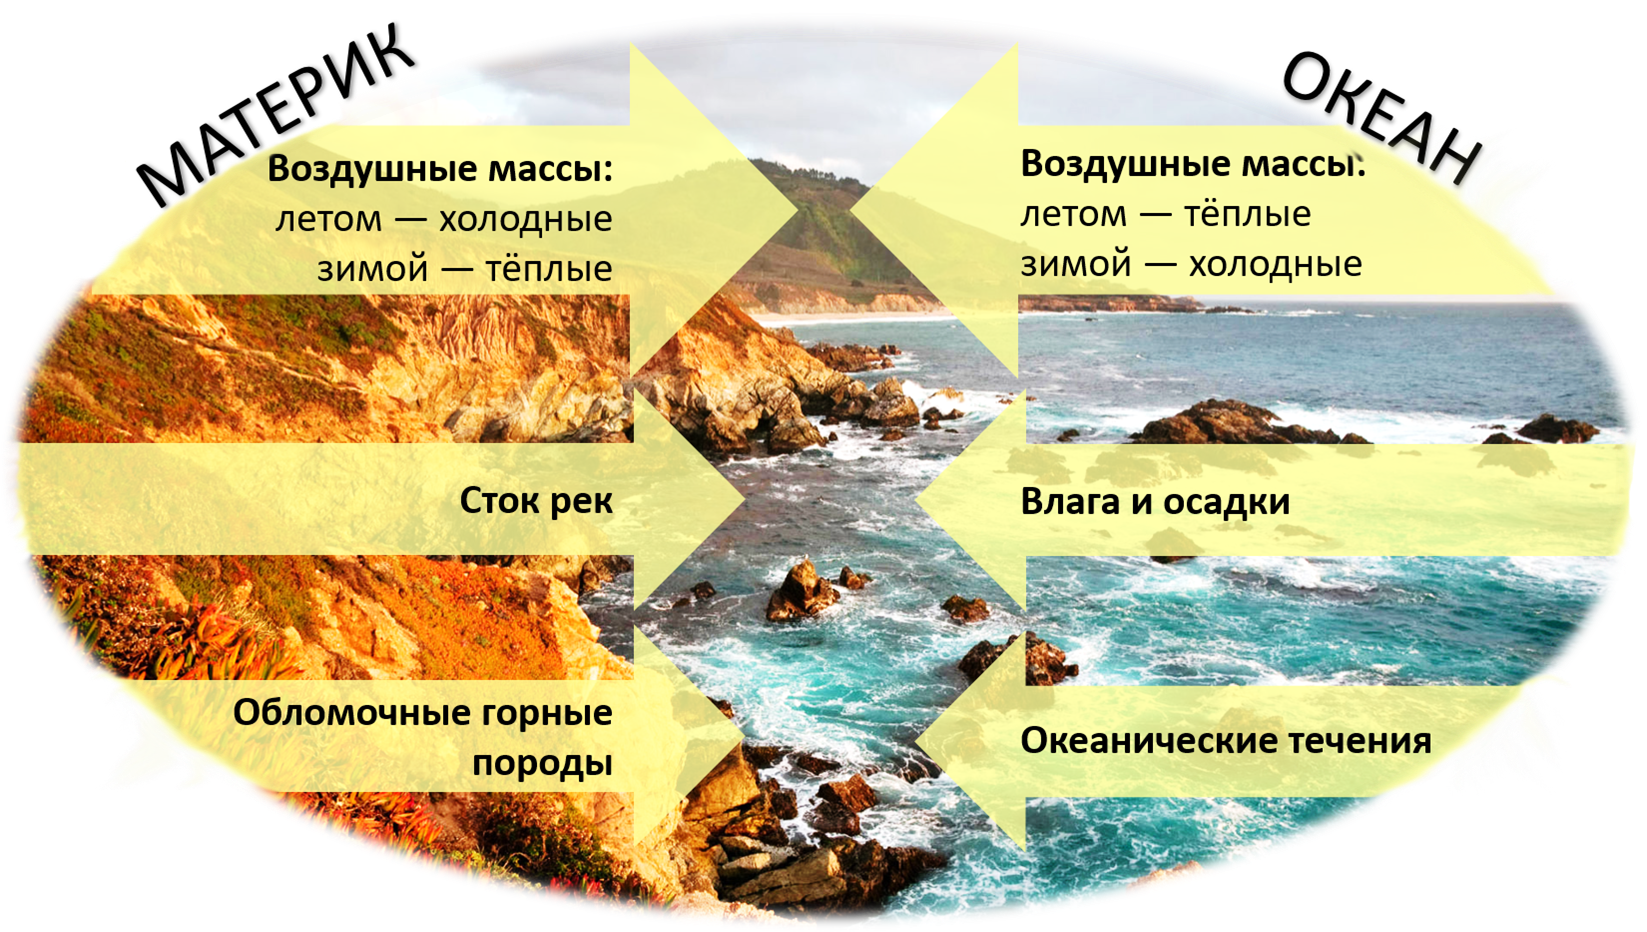 МАТЕРИК
Воздушные массы:
летом — холодные
зимой — тёплые
Сток рек
Обломочные горные
породы
ОКЕАН
Воздушные массы:
летом — тёплые
зимой — холодные
Влага и осадки
Океанические течения